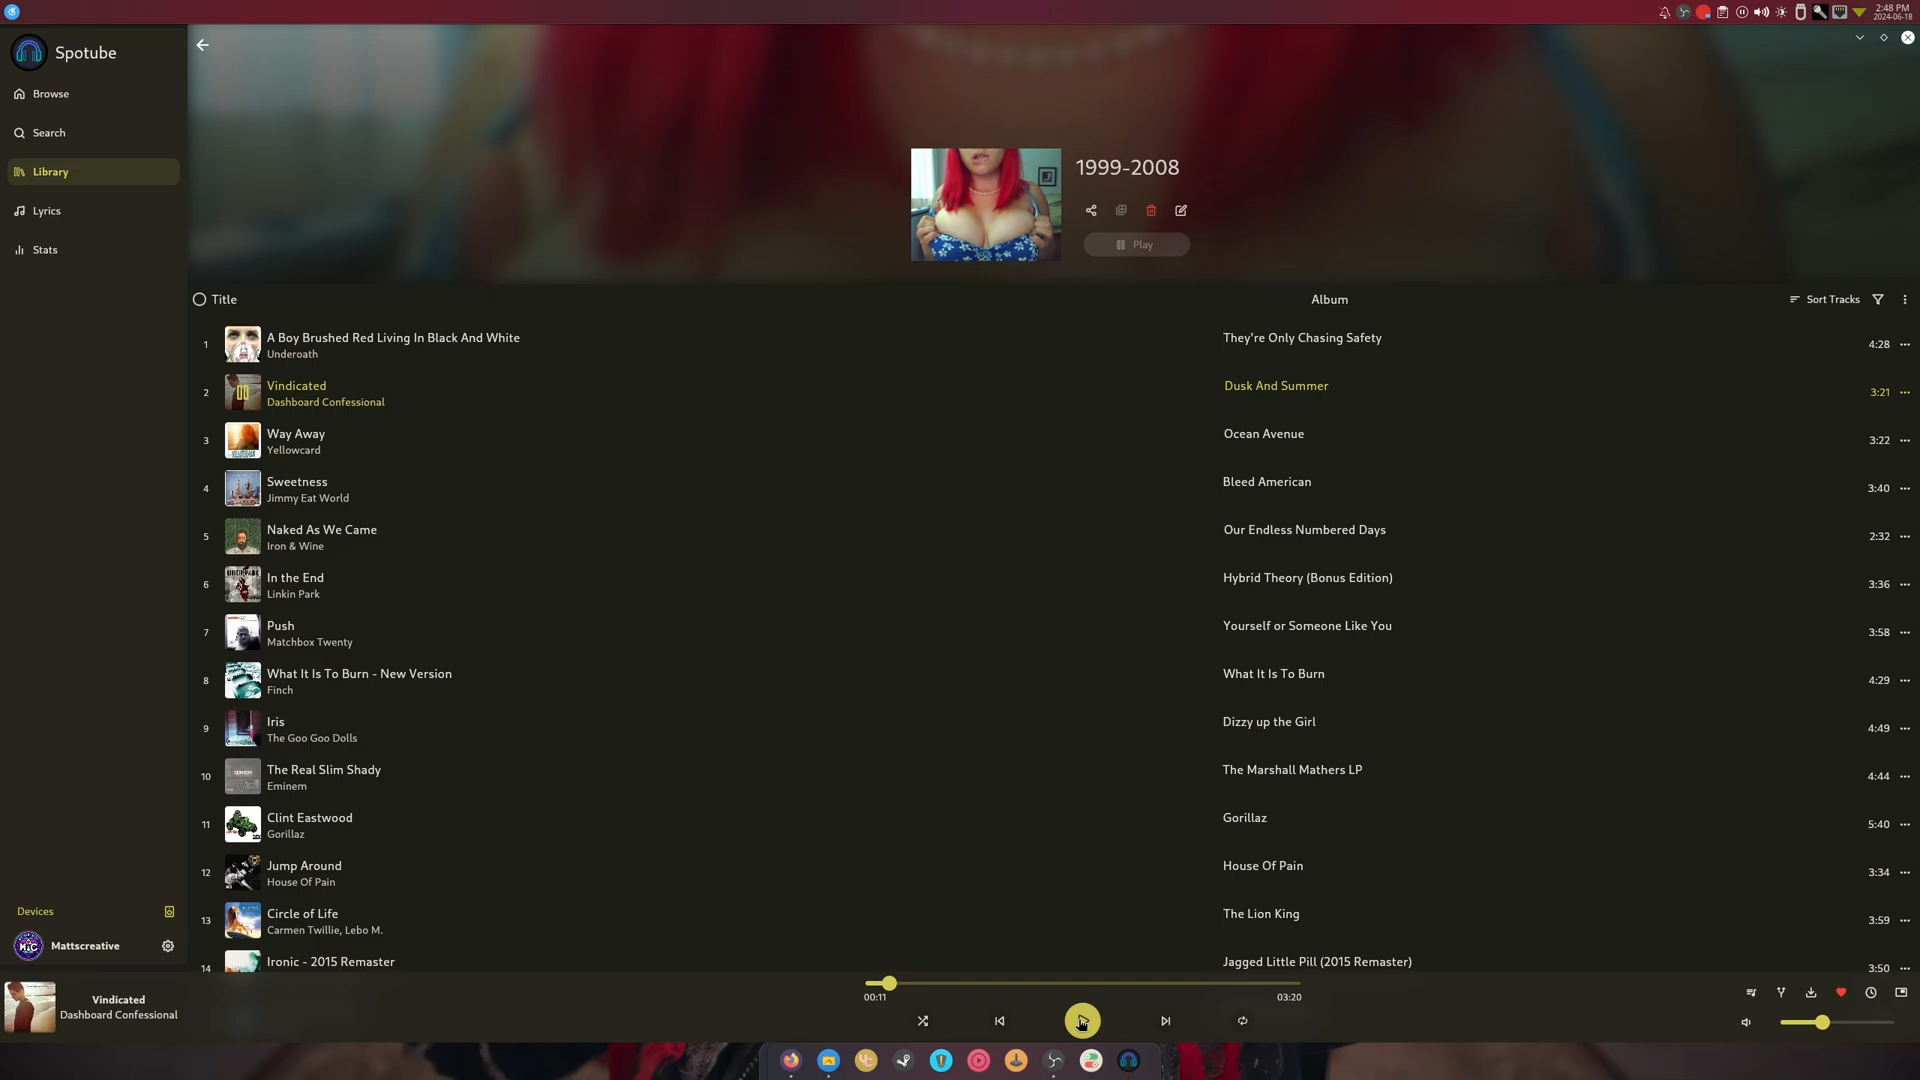 2:48 PM
2024-06-18
Spotube
Browse
Search
Library
Lyrics
Stats
1999-2008
Play
Title
Album
Sort Tracks
1
A Boy Brushed Red Living In Black And White
Underoath
They're Only Chasing Safety
4:28
2
Vindicated
Dashboard Confessional
Dusk And Summer
3:21
3
Way Away
Yellowcard
Ocean Avenue
3:22
4
Sweetness
Jimmy Eat World
Bleed American
3:40
5
Naked As We Came
Iron & Wine
Our Endless Numbered Days
2:32
6
In the End
Linkin Park
Hybrid Theory (Bonus Edition)
3:36
7
Push
Matchbox Twenty
Yourself or Someone Like You
3:58
8
What It Is To Burn - New Version
Finch
What It Is To Burn
4:29
9
Iris
The Goo Goo Dolls
Dizzy up the Girl
4:49
10
The Real Slim Shady
Eminem
The Marshall Mathers LP
4:44
11
Clint Eastwood
Gorillaz
Gorillaz
5:40
12
Jump Around
House Of Pain
House Of Pain
3:34
13
Circle of Life
Carmen Twillie, Lebo M.
The Lion King
3:59
14
Ironic - 2015 Remaster
Jagged Little Pill (2015 Remaster)
3:50
Devices
Mattscreative
Vindicated
Dashboard Confessional
00:11
03:20